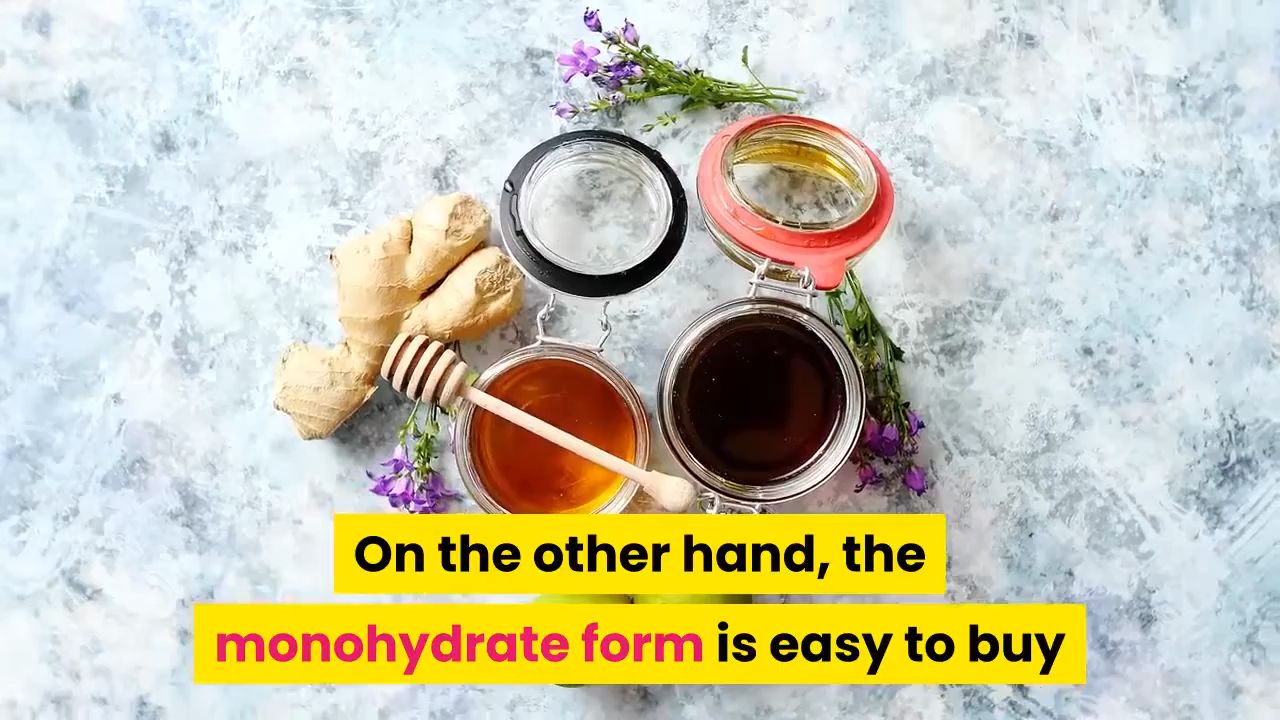 On the other hand, the
monohydrate form is easy to buy